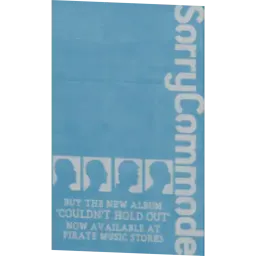 SorryCommode
BUY THE NEW ALBUM
"COULDN'T HOLD OUT"
NOW AVAILABLE AT
PIRATE MUSIC STORES